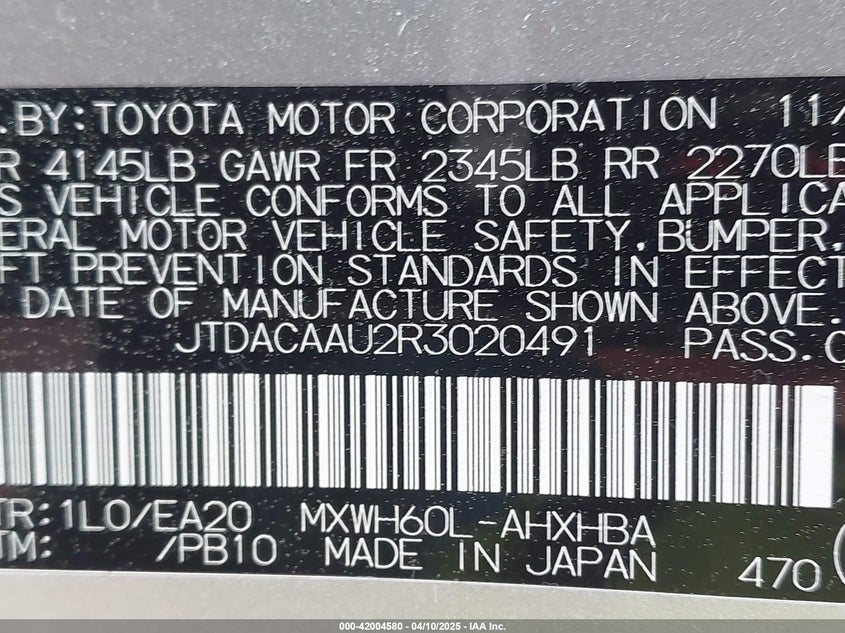 .BY: TOYOTA MOTOR CORPORATION 11/
R 4145LB GAWR FR 2345LB RR 2270LB
S VEHICLE CONFORMS TO ALL APPLICA
ERAL MOTOR VEHICLE SAFETY, BUMPER,
FT PREVENTION STANDARDS IN EFFECT
DATE OF MANUFACTURE SHOWN ABOVE.
JTDACAAU2R3020491 PASS.C
TR:1L0/EA20 MXWH60L-AHXHBA
TM: /PB10 MADE IN JAPAN 470
000-42004580 - 04/10/2025 - IAA Inc.